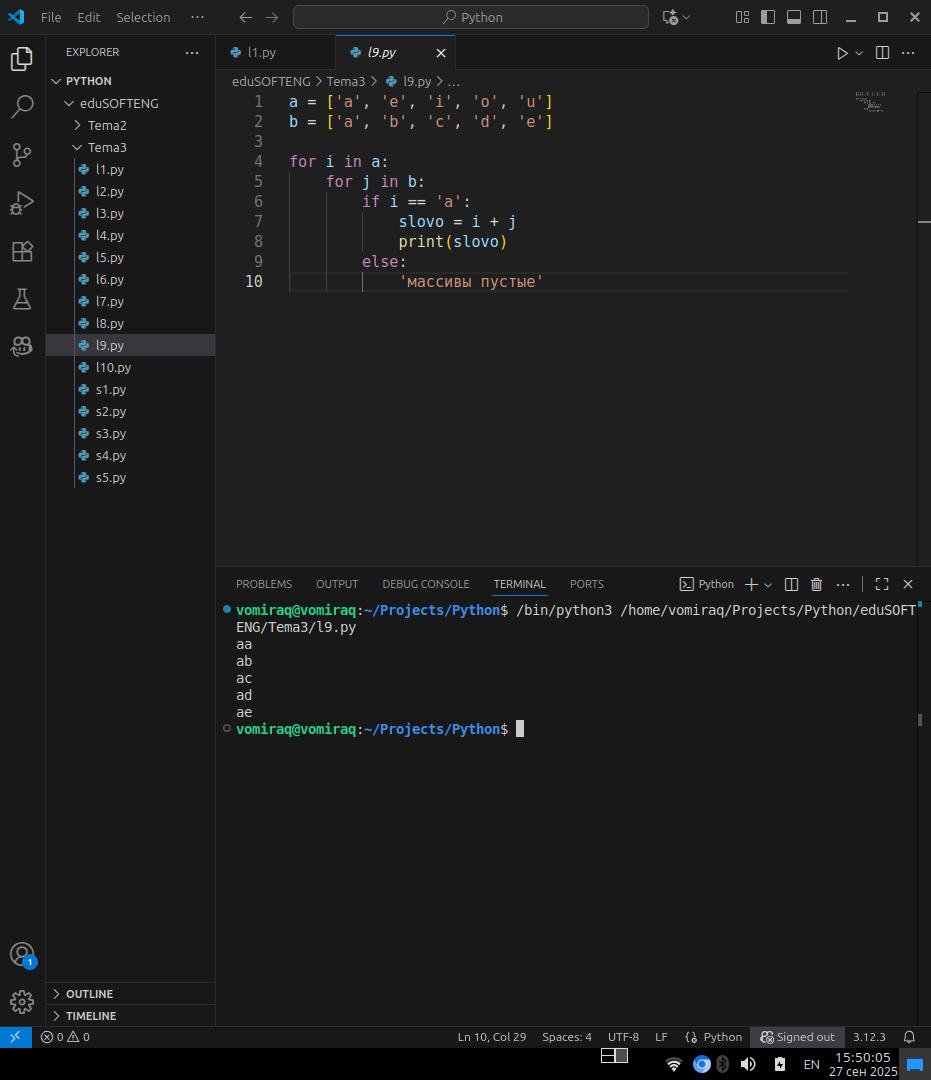 File Edit Selection ··· Python
EXPLORER ···
PYTHON
eduSOFTENG
Tema2
Tema3
l1.py
l2.py
l3.py
l4.py
l5.py
l6.py
l7.py
l8.py
l9.py
l10.py
s1.py
s2.py
s3.py
s4.py
s5.py
OUTLINE
TIMELINE
l1.py l9.py
eduSOFTENG > Tema3 > l9.py > ...
1 a = ['a', 'e', 'i', 'o', 'u']
2 b = ['a', 'b', 'c', 'd', 'e']
3
4 for i in a:
5 for j in b:
6 if i == 'a':
7 slovo = i + j
8 print(slovo)
9 else:
10 'массивы пустые'
PROBLEMS OUTPUT DEBUG CONSOLE TERMINAL PORTS Python
vomiraq@vomiraq:~/Projects/Python$ /bin/python3 /home/vomiraq/Projects/Python/eduSOFT
ENG/Tema3/l9.py
aa
ab
ac
ad
ae
vomiraq@vomiraq:~/Projects/Python$
1
0 0 Ln 10, Col 29 Spaces: 4 UTF-8 LF {} Python Signed out 3.12.3
EN 15:50:05
27 сен 2025